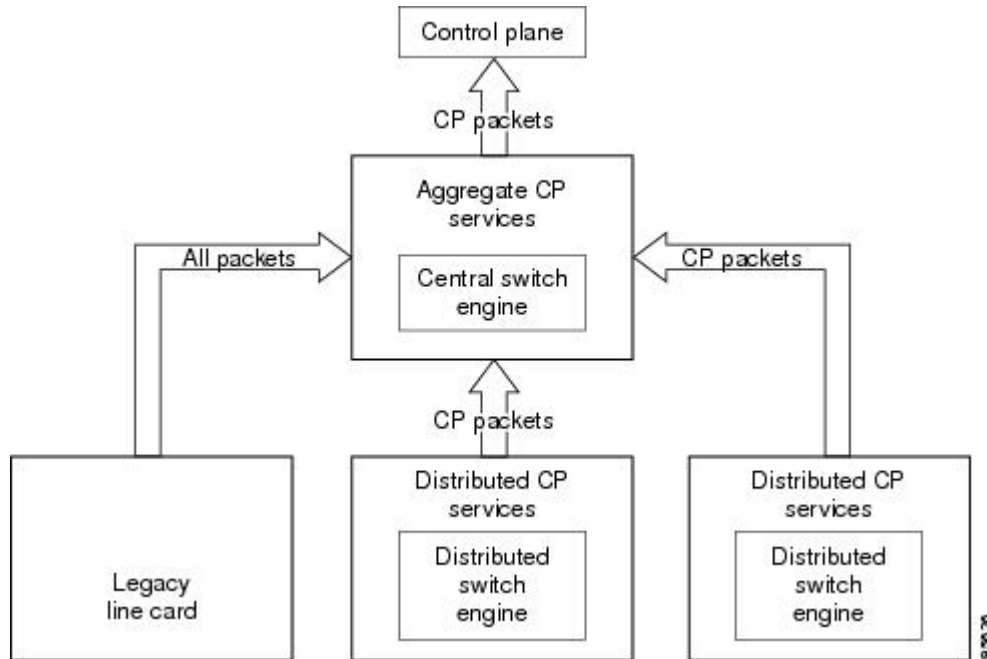 Control plane
CP packets
Aggregate CP
services
All packets
Central switch
engine
CP packets
CP packets
Legacy
line card
Distributed CP
services
Distributed
switch
engine
Distributed CP
services
Distributed
switch
engine